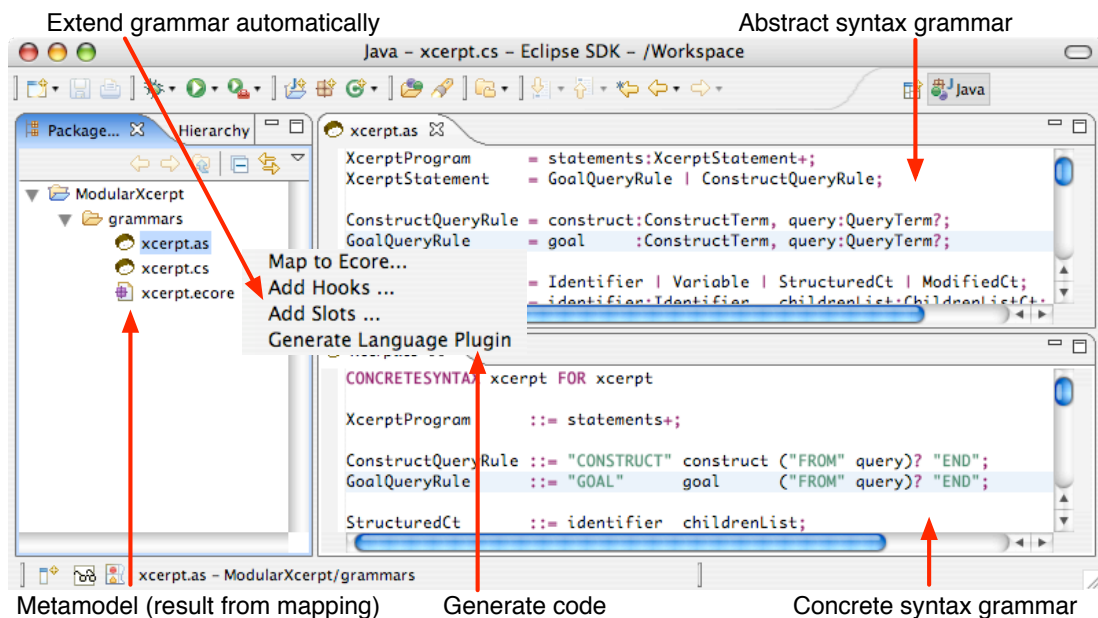 Extend grammar automatically
Abstract syntax grammar
Java – xcerpt.cs – Eclipse SDK – /Workspace
Java
Package...
Hierarchy
xcerpt.as
ModularXcerpt
grammars
xcerpt.as
xcerpt.cs
xcerpt.ecore
XcerptProgram = statements:XcerptStatement+;
XcerptStatement = GoalQueryRule | ConstructQueryRule;
ConstructQueryRule = construct:ConstructTerm, query:QueryTerm?;
GoalQueryRule = goal :ConstructTerm, query:QueryTerm?;
= Identifier | Variable | StructuredCt | ModifiedCt;
= identifier:Identifier childrenList:ChildrenListCt;
Map to Ecore...
Add Hooks ...
Add Slots ...
Generate Language Plugin
CONCRETESYNTAX xcerpt FOR xcerpt
XcerptProgram ::= statements+;
ConstructQueryRule ::= "CONSTRUCT" construct ("FROM" query)? "END";
GoalQueryRule ::= "GOAL" goal ("FROM" query)? "END";
StructuredCt ::= identifier childrenList;
xcerpt.as – ModularXcerpt/grammars
Metamodel (result from mapping)
Generate code
Concrete syntax grammar